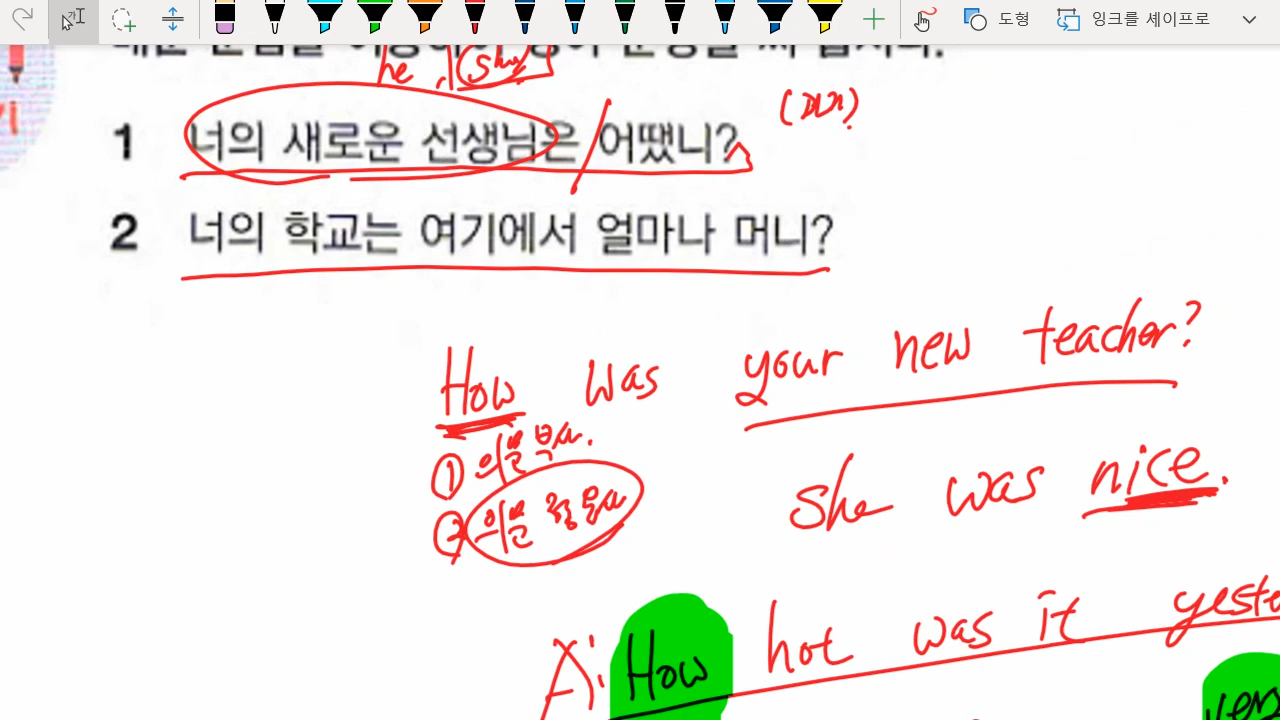 도형 잉크를 셰이프로
he, (she)
1 너의 새로운 선생님은 어땠니?
2 너의 학교는 여기에서 얼마나 머니?
How was your new teacher?
① 의문부사.
② 의문형용사
she was nice.
A: How hot was it